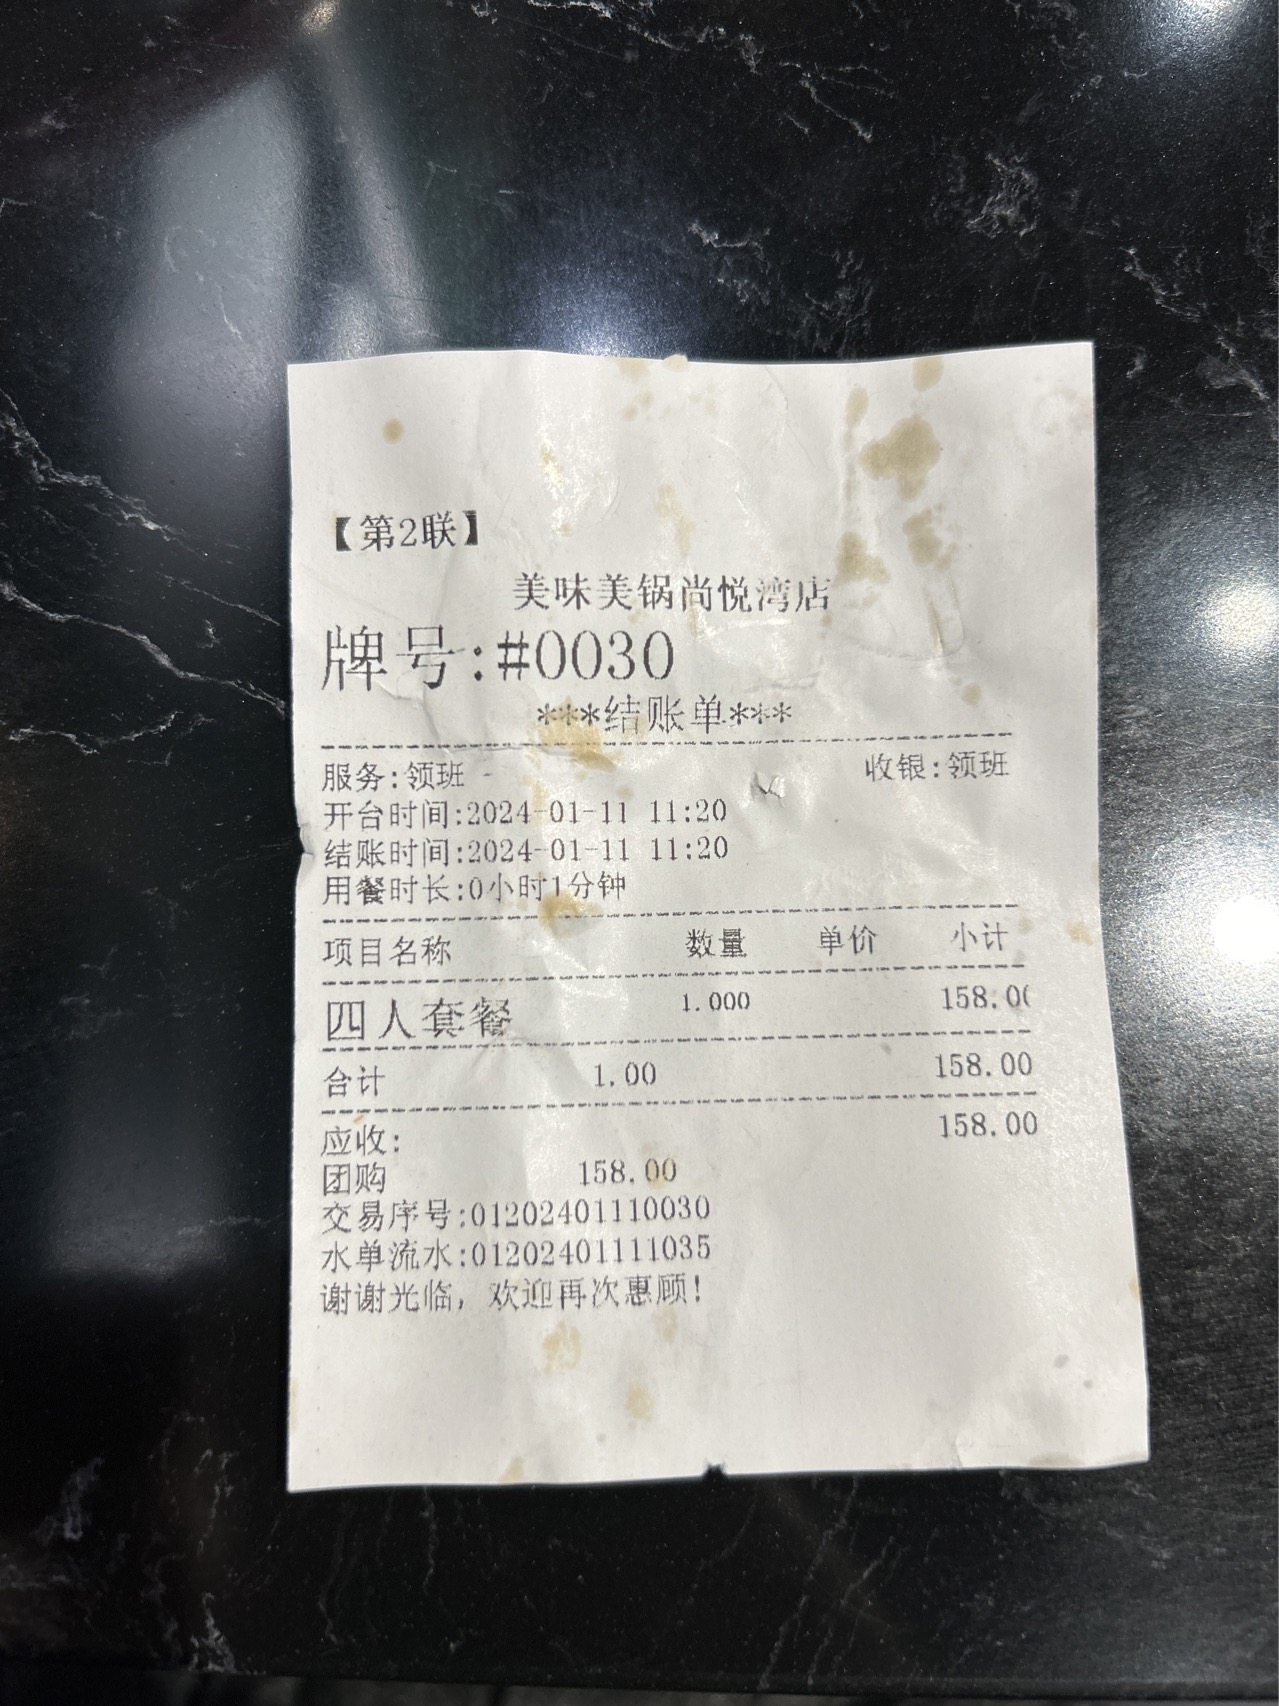 【第2联】
美味美锅尚悦湾店
牌号:#0030
***结账单***
服务:领班 收银:领班
开台时间:2024-01-11 11:20
结账时间:2024-01-11 11:20
用餐时长:0小时1分钟
项目名称 数量 单价 小计
四人套餐 1.000 158.00
合计 1.00 158.00
应收: 158.00
团购 158.00
交易序号:01202401110030
水单流水:01202401111035
谢谢光临，欢迎再次惠顾!